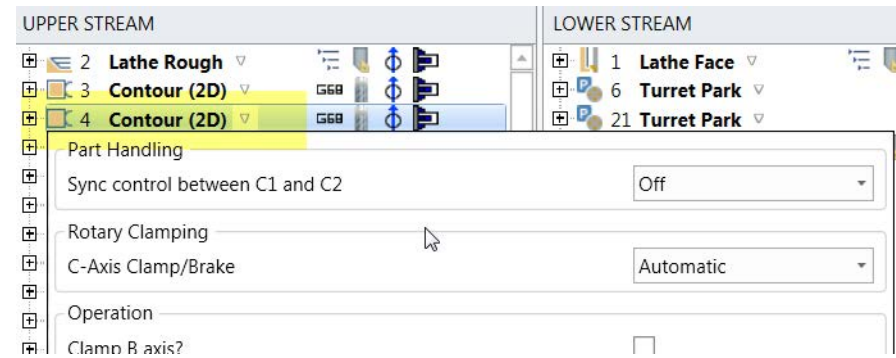 UPPER STREAM
LOWER STREAM
2 Lathe Rough
1 Lathe Face
3 Contour (2D) G68
P 6 Turret Park
4 Contour (2D) G68
P 21 Turret Park
Part Handling
Sync control between C1 and C2 Off
Rotary Clamping
C-Axis Clamp/Brake Automatic
Operation
Clamp B axis?